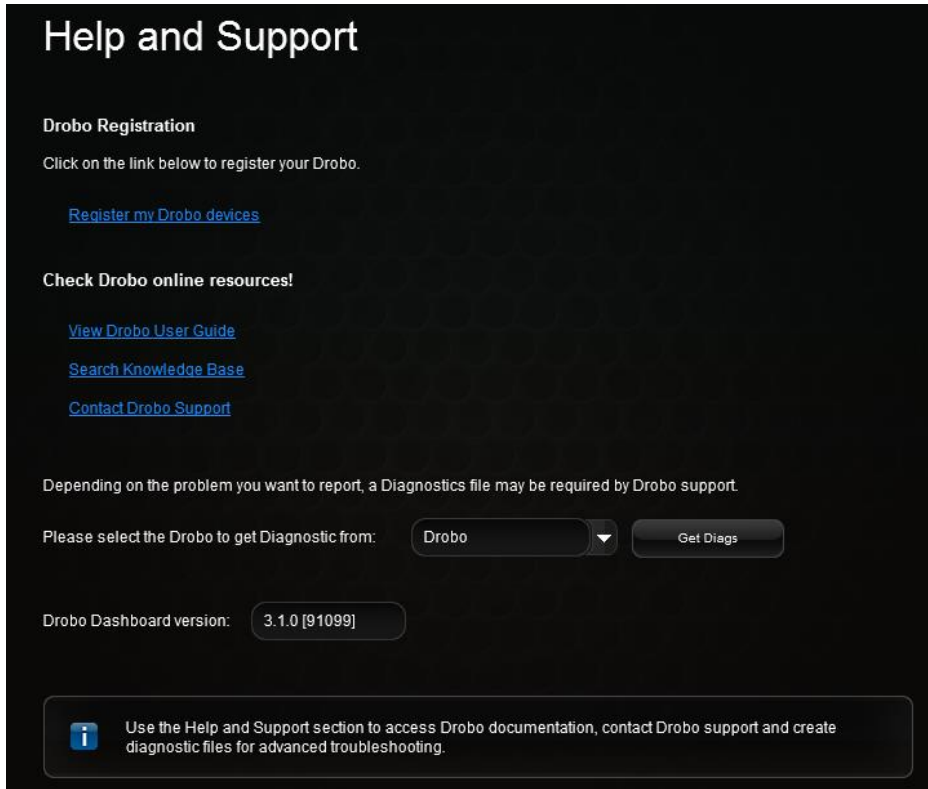 Help and Support
Drobo Registration
Click on the link below to register your Drobo.
Register my Drobo devices
Check Drobo online resources!
View Drobo User Guide
Search Knowledge Base
Contact Drobo Support
Depending on the problem you want to report, a Diagnostics file may be required by Drobo support.
Please select the Drobo to get Diagnostic from: Drobo Get Diags
Drobo Dashboard version: 3.1.0 [91099]
Use the Help and Support section to access Drobo documentation, contact Drobo support and create
diagnostic files for advanced troubleshooting.